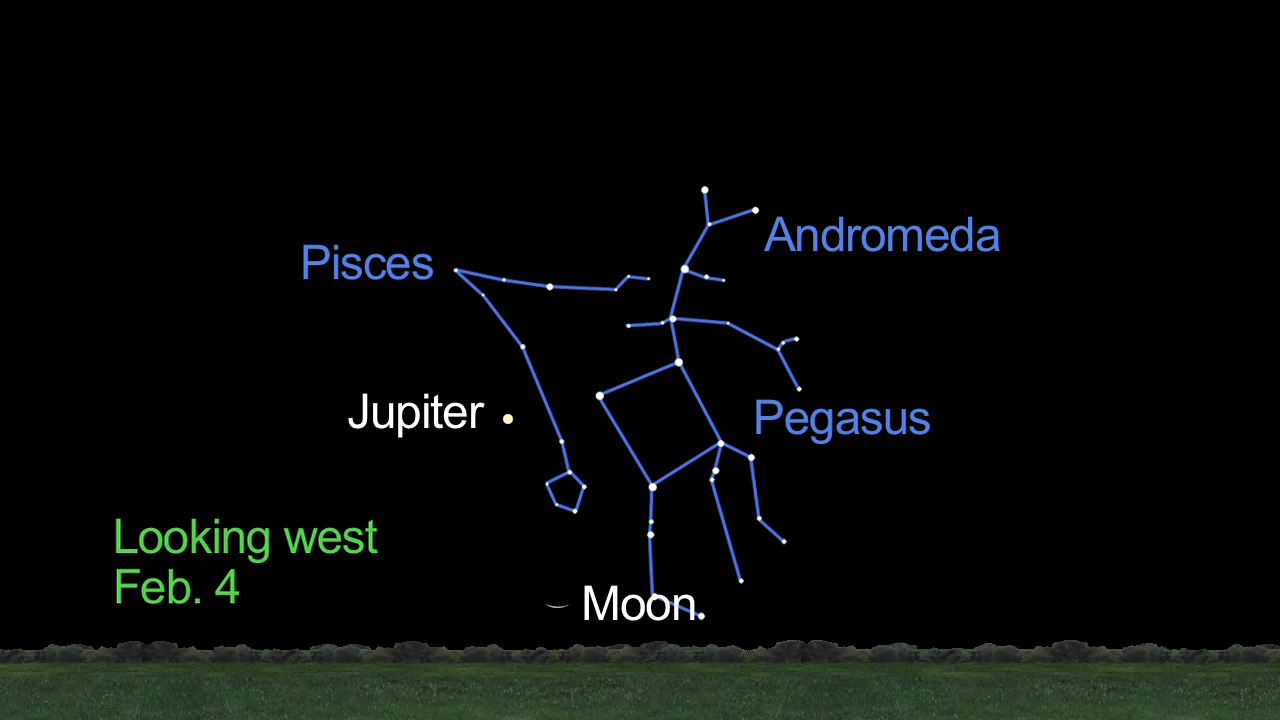 Andromeda
Pisces
Jupiter
Pegasus
Looking west
Feb. 4
Moon